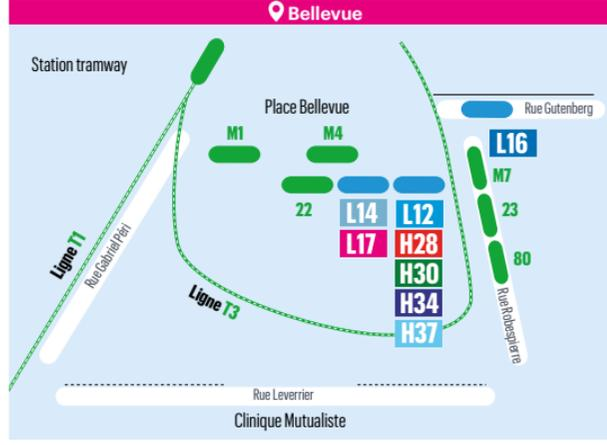 Bellevue
Station tramway
Place Bellevue
Rue Gutenberg
M1
M4
L16
M7
22
L14
L12
23
L17
H28
Ligne T1
Rue Gabriel Péri
H30
80
Ligne T3
H34
H37
Rue Robespierre
Rue Leverrier
Clinique Mutualiste